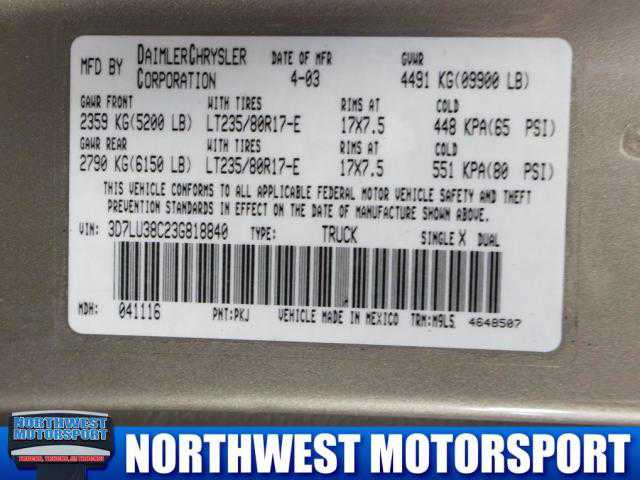 MFD BY DAIMLERCHRYSLER CORPORATION DATE OF MFR 4-03 GVWR 4491 KG(09900 LB)
GAWR FRONT WITH TIRES RIMS AT COLD
2359 KG(5200 LB) LT235/80R17-E 17X7.5 448 KPA(65 PSI)
GAWR REAR WITH TIRES RIMS AT COLD
2790 KG(6150 LB) LT235/80R17-E 17X7.5 551 KPA(80 PSI)
THIS VEHICLE CONFORMS TO ALL APPLICABLE FEDERAL MOTOR VEHICLE SAFETY AND THEFT
PREVENTION STANDARDS IN EFFECT ON THE DATE OF MANUFACTURE SHOWN ABOVE.
VIN: 3D7LU38C23G818840 TYPE: TRUCK SINGLE X DUAL
MDH: 041116 PNT:PKJ VEHICLE MADE IN MEXICO TRM:M9L5 4648507
NORTHWEST
MOTORSPORT
TRUCKS, TRUCKS, AND TRUCKS!
NORTHWEST MOTORSPORT